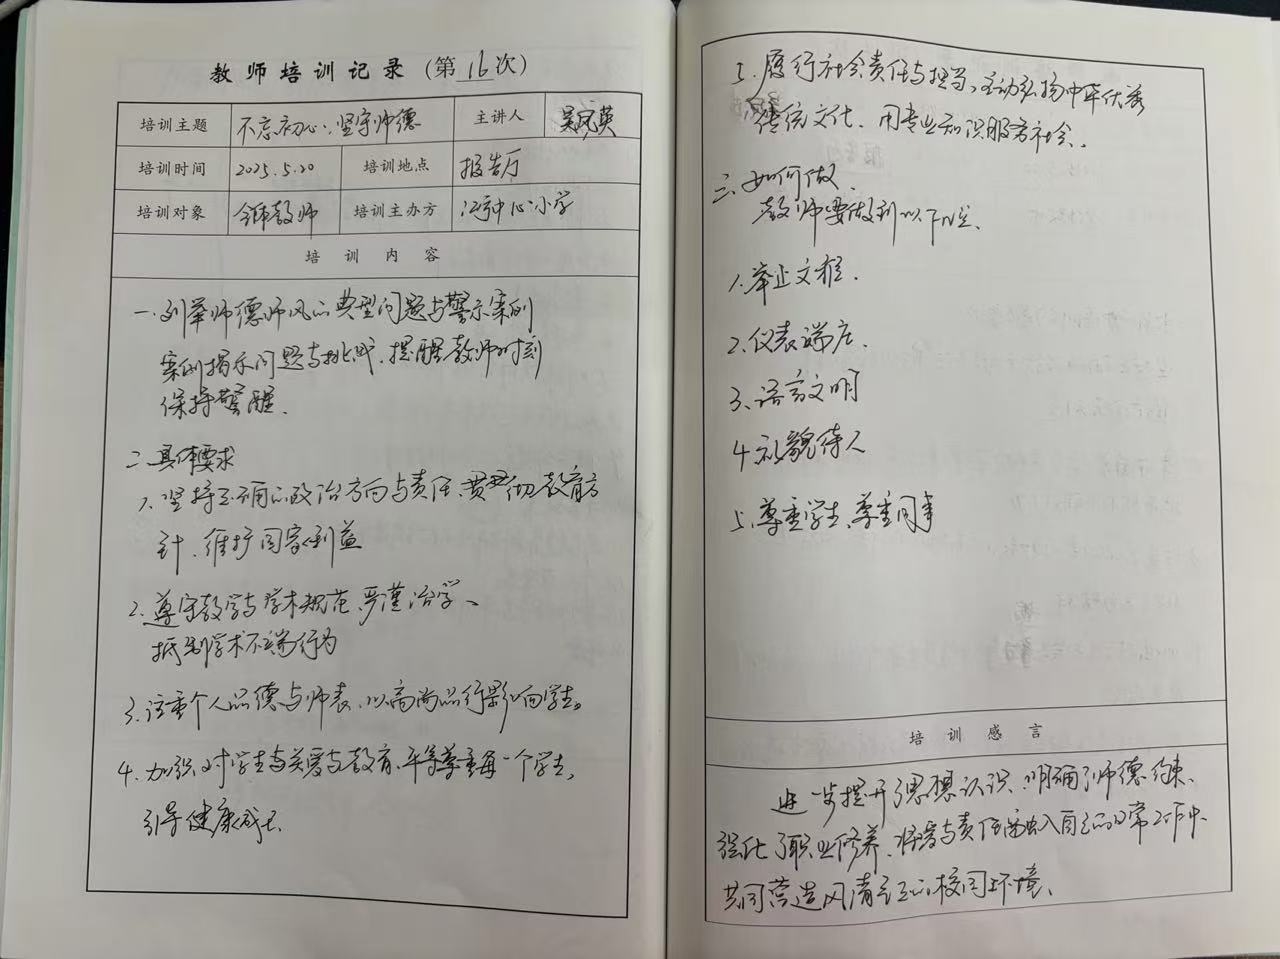 教师培训记录（第16次）
培训主题 不忘初心，坚守师德 主讲人 吴英
培训时间 2025.5.20 培训地点 报告厅
培训对象 全体教师 培训主办方 中心小学
培训内容
一、列举师德师风的典型问题与警示案例
案例揭示问题与挑战，提醒教师时刻
保持警醒.
二、具体要求
1、坚持正确的政治方向与责任，贯彻教育方
针、维护国家利益
2、遵守教学与学术规范，严谨治学、
抵制学术不端行为
3、注重个人品德与师表，以高尚品行影响学生。
4、加强对学生的关爱与教育，平等尊重每一个学生，
引导健康成长
5、履行社会责任与担当，主动弘扬中华优秀
传统文化、用专业知识服务社会.
三、如何做、
教师要做到以下几点、
1、举止文雅.
2、仪表端庄.
3、语言文明
4、礼貌待人
5、尊重学生、尊重同事
培训感言
进一步提升了思想认识、明确了师德约束、
强化了职业修养，将爱与责任融入自己的日常工作中、
共同营造风清气正的校园环境、